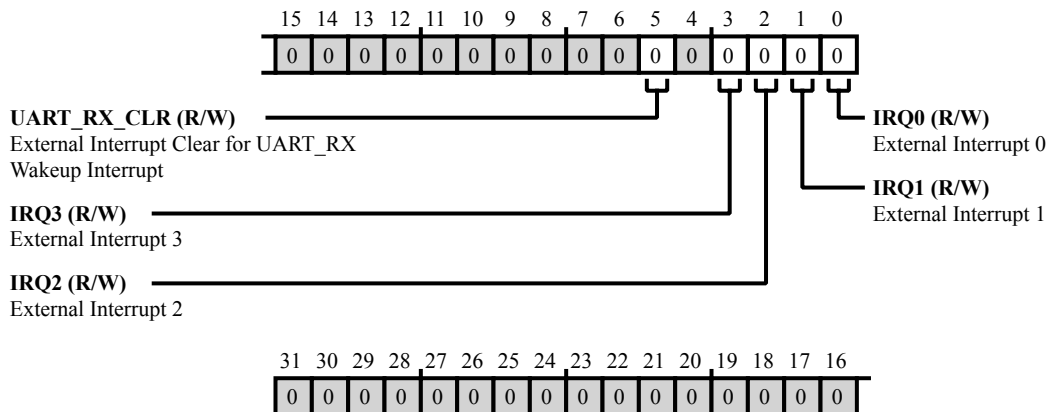 15 14 13 12 11 10 9 8 7 6 5 4 3 2 1 0
0 0 0 0 0 0 0 0 0 0 0 0 0 0 0 0
UART_RX_CLR (R/W)
External Interrupt Clear for UART_RX
Wakeup Interrupt
IRQ3 (R/W)
External Interrupt 3
IRQ2 (R/W)
External Interrupt 2
IRQ0 (R/W)
External Interrupt 0
IRQ1 (R/W)
External Interrupt 1
31 30 29 28 27 26 25 24 23 22 21 20 19 18 17 16
0 0 0 0 0 0 0 0 0 0 0 0 0 0 0 0